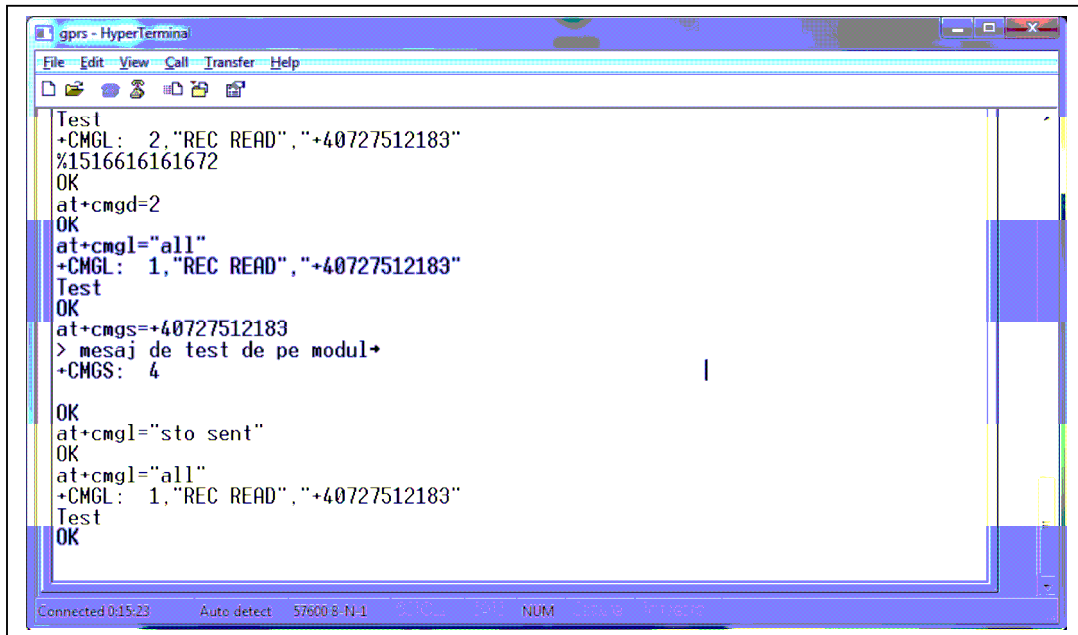 gprs - HyperTerminal
File Edit View Call Transfer Help
Test
+CMGL:  2,"REC READ","+40727512183"
%1516616161672
OK
at+cmgd=2
OK
at+cmgl="all"
+CMGL:  1,"REC READ","+40727512183"
Test
OK
at+cmgs=+40727512183
> mesaj de test de pe modul→
+CMGS:  4
OK
at+cmgl="sto sent"
OK
at+cmgl="all"
+CMGL:  1,"REC READ","+40727512183"
Test
OK
Connected 0:15:23 Auto detect 57600 8-N-1 NUM